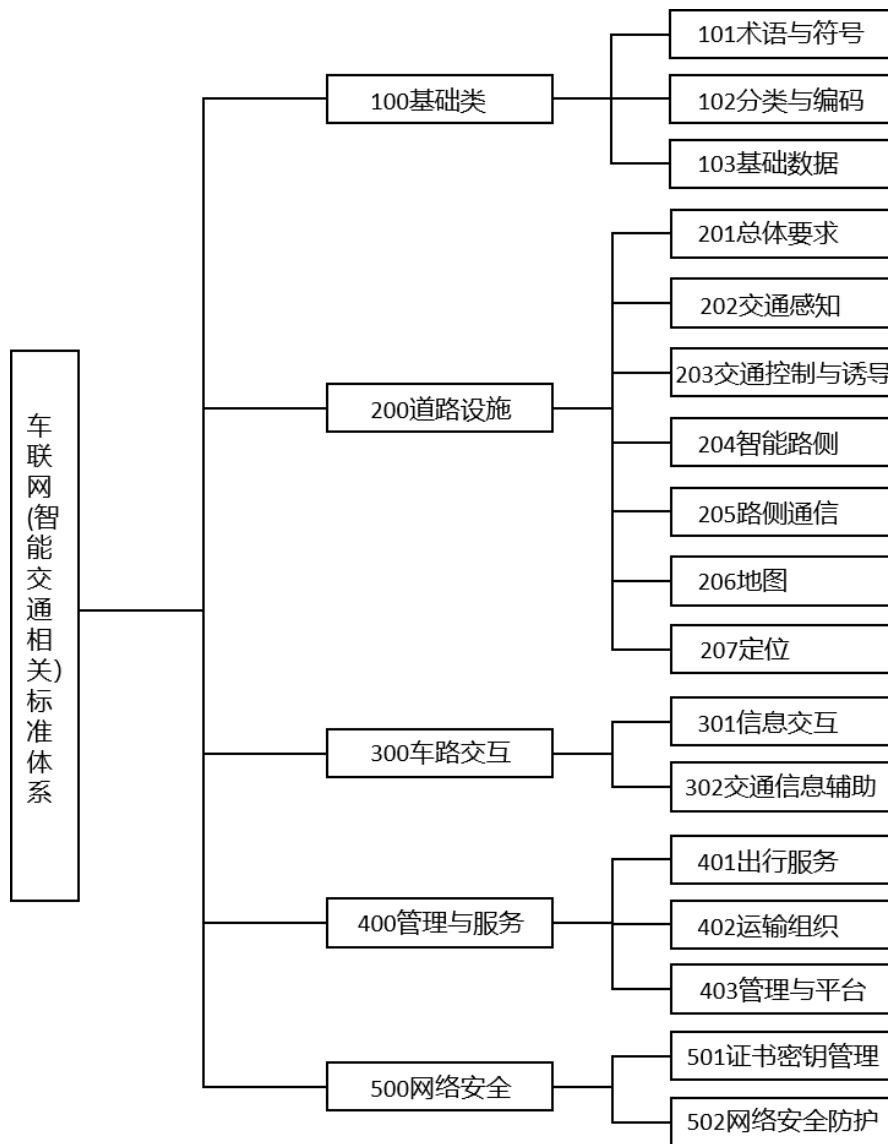 车联网(智能交通相关)标准体系
100基础类
101术语与符号
102分类与编码
103基础数据
200道路设施
201总体要求
202交通感知
203交通控制与诱导
204智能路侧
205路侧通信
206地图
207定位
300车路交互
301信息交互
302交通信息辅助
400管理与服务
401出行服务
402运输组织
403管理与平台
500网络安全
501证书密钥管理
502网络安全防护